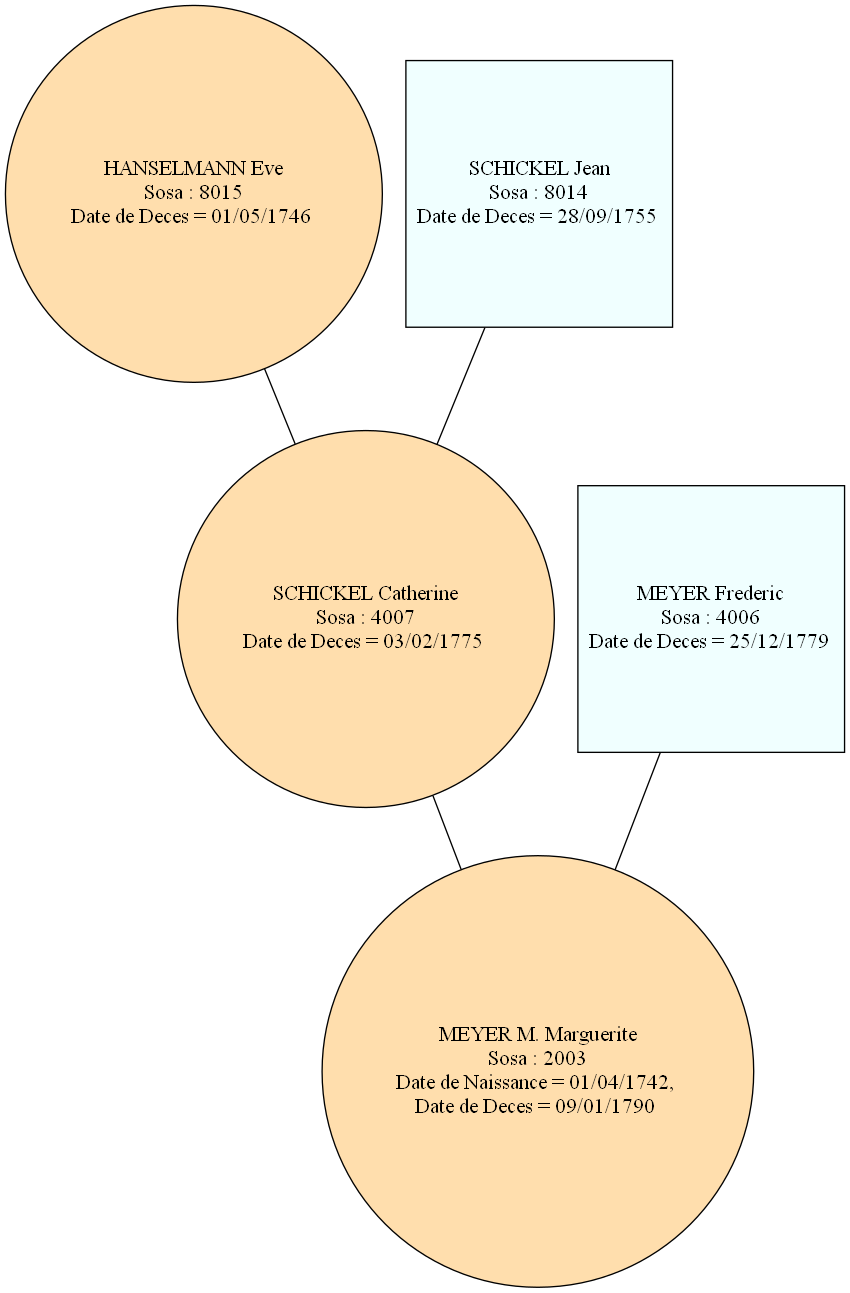 HANSELMANN Eve
Sosa : 8015
Date de Deces = 01/05/1746
SCHICKEL Jean
Sosa : 8014
Date de Deces = 28/09/1755
SCHICKEL Catherine
Sosa : 4007
Date de Deces = 03/02/1775
MEYER Frederic
Sosa : 4006
Date de Deces = 25/12/1779
MEYER M. Marguerite
Sosa : 2003
Date de Naissance = 01/04/1742,
Date de Deces = 09/01/1790